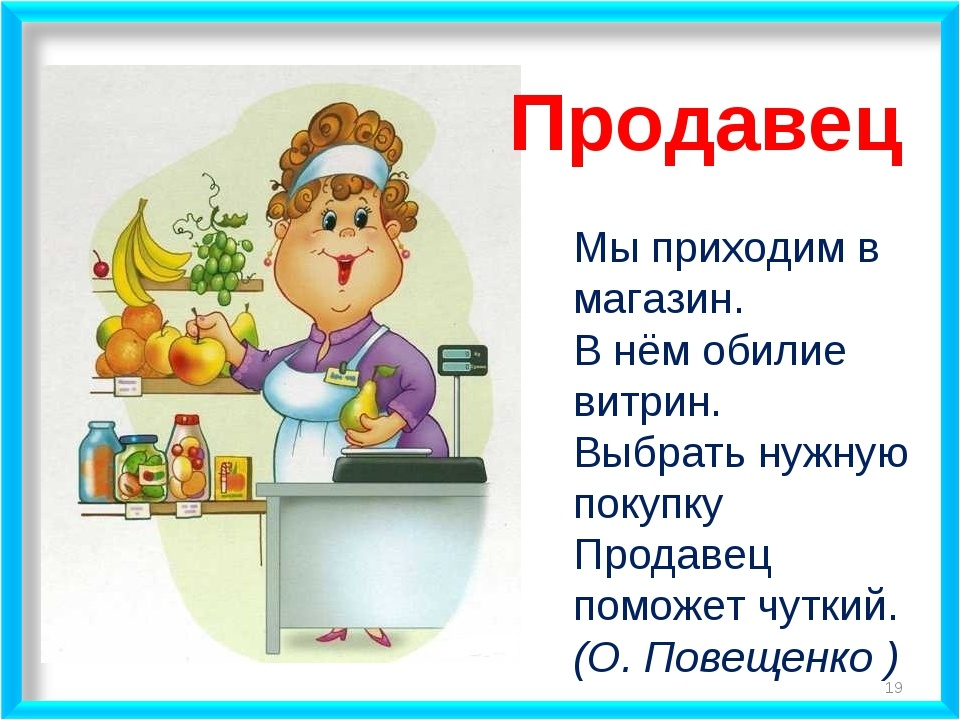 Продавец
Мы приходим в
магазин.
В нём обилие
витрин.
Выбрать нужную
покупку
Продавец
поможет чуткий.
(О. Повещенко )
19